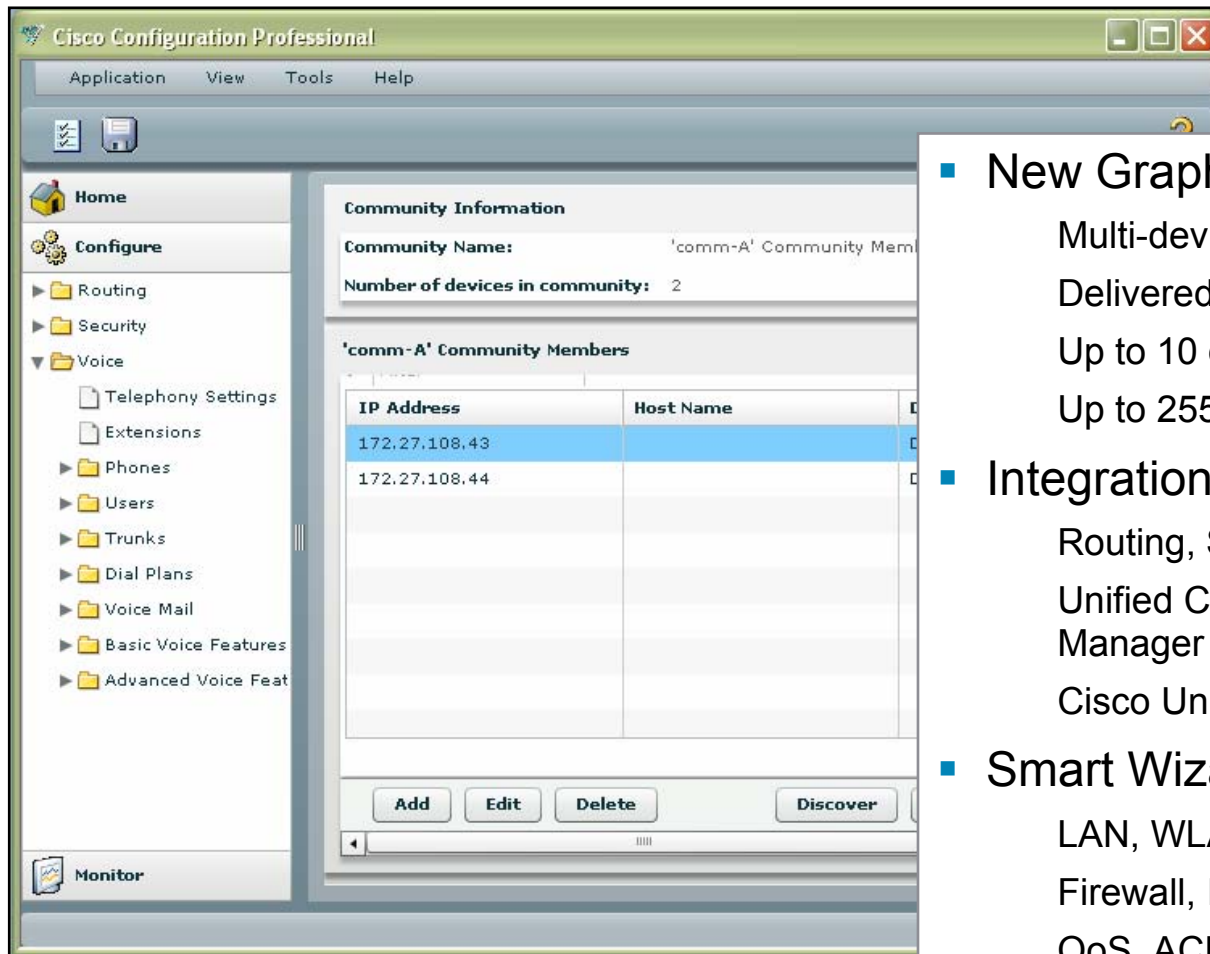 Cisco Configuration Professional
Application View Tools Help
Home
Configure
Routing
Security
Voice
Telephony Settings
Extensions
Phones
Users
Trunks
Dial Plans
Voice Mail
Basic Voice Features
Advanced Voice Feat
Monitor
Community Information
Community Name: 'comm-A' Community Mem
Number of devices in community: 2
'comm-A' Community Members
IP Address Host Name
172.27.108.43
172.27.108.44
Add Edit Delete Discover
New Grap
Multi-dev
Delivered
Up to 10
Up to 255
Integration
Routing,
Unified C
Manager
Cisco Un
Smart Wiz
LAN, WL
Firewall,
QoS, AC